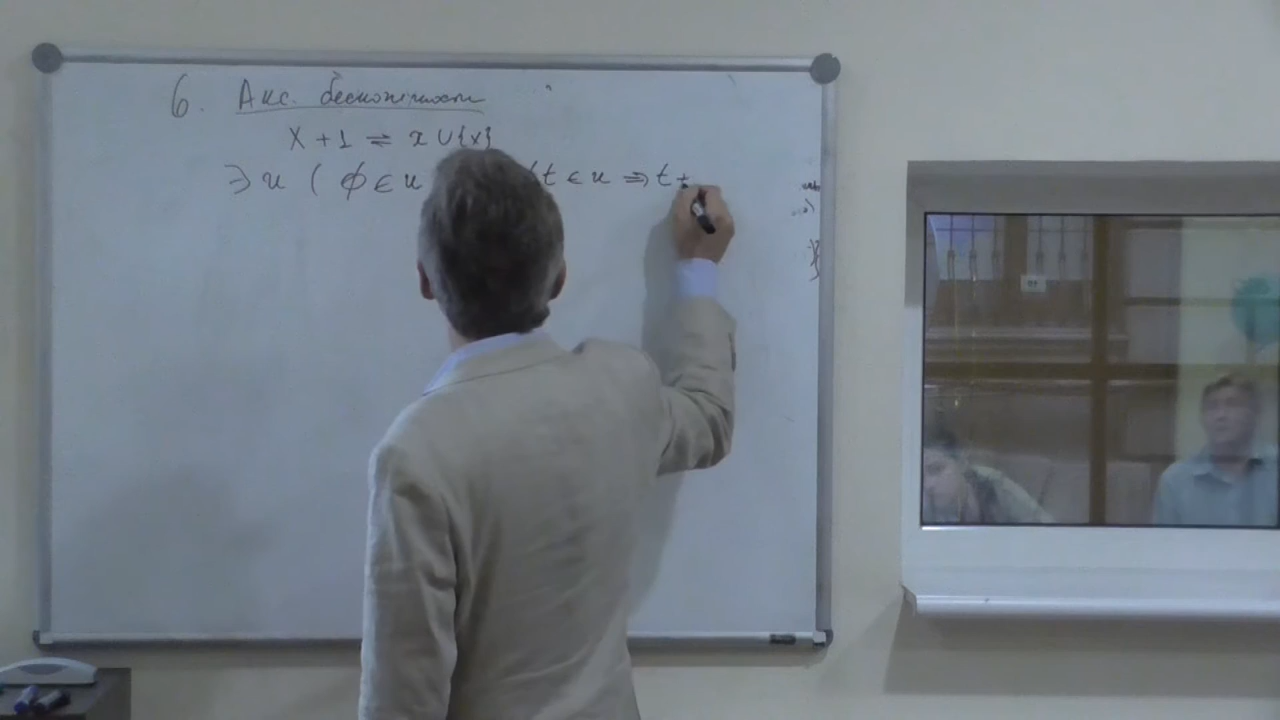 6. Акс. бесконечности
X + 1 ⇌ x ∪ {x}
∃ u ( ∅ ∈ u (t ∈ u ⇒ t +